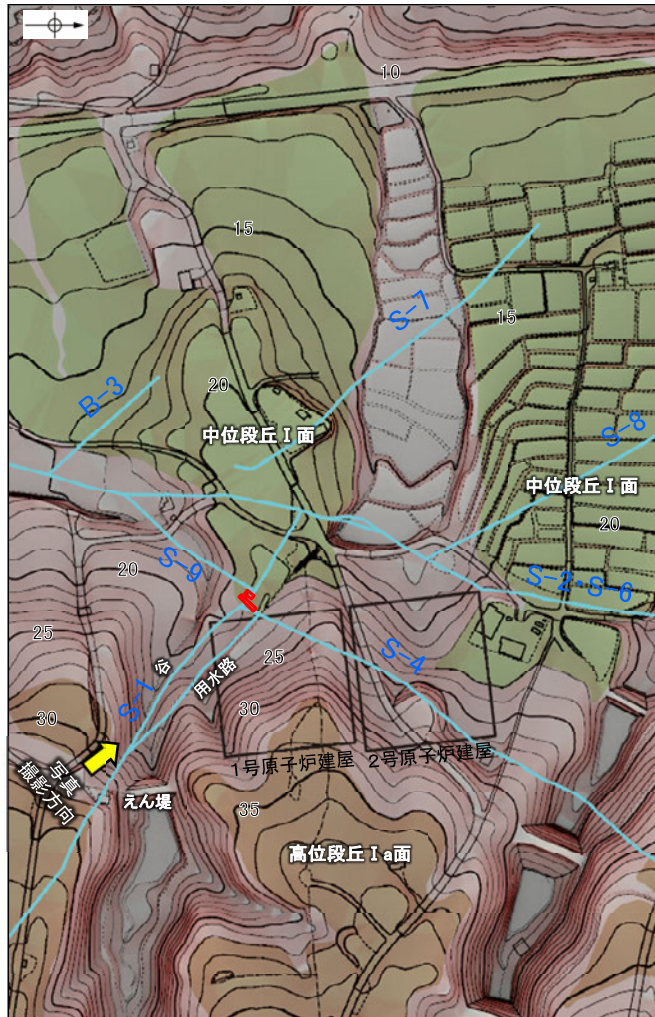 10
15
S-7
15
20
B-3
中位段丘Ⅰ面
S-8
中位段丘Ⅰ面
20
S-9
20
S-2・S-6
25
谷
用水路
25
S-4
S-1
30
30
写真
撮影方向
1号原子炉建屋
2号原子炉建屋
えん堤
35
高位段丘Ⅰa面